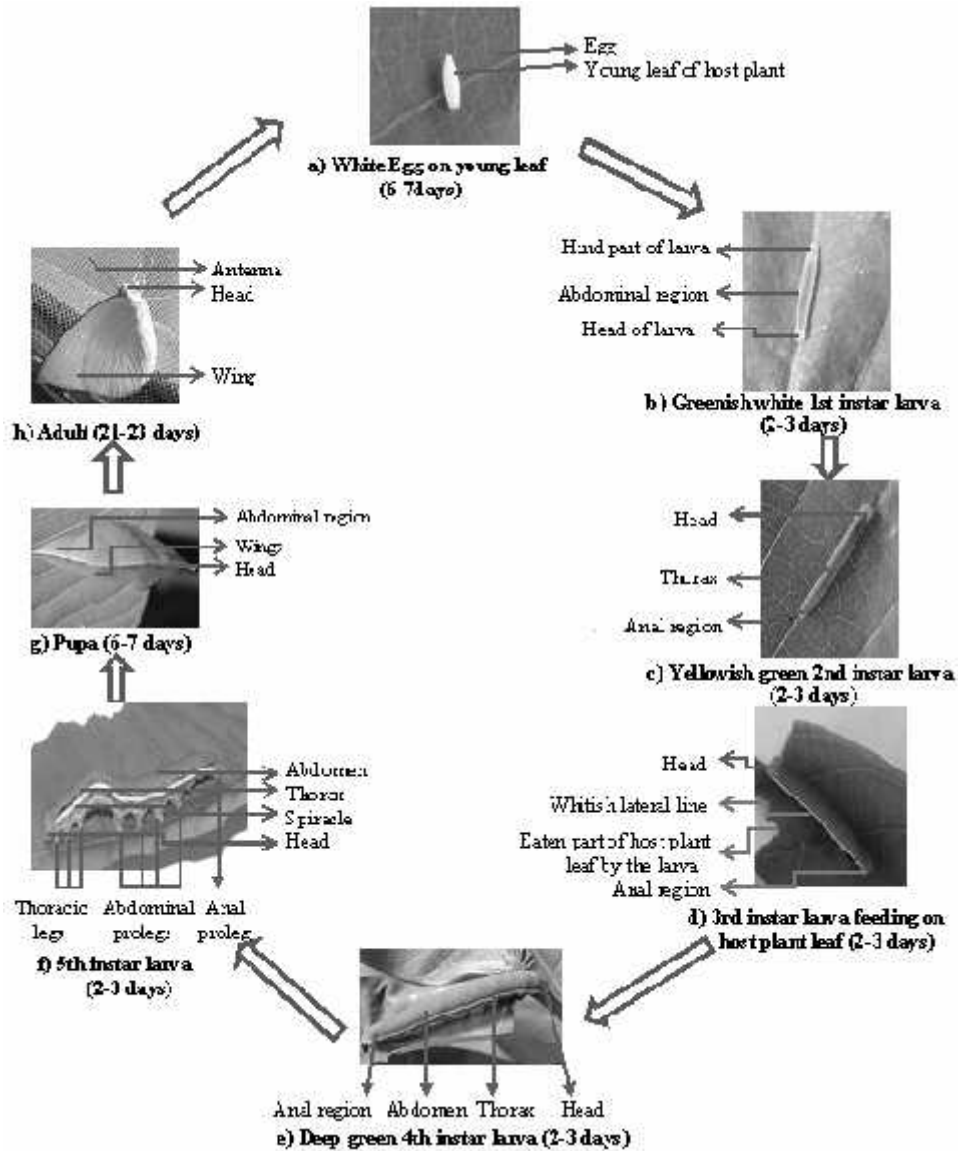 Egg
Young leaf of host plant
a) White Egg on young leaf
(6-7days)
Hind part of larva
Abdominal region
Head of larva
b) Greenish white 1st instar larva
(2-3 days)
Head
Thorax
Anal region
c) Yellowish green 2nd instar larva
(2-3 days)
Head
Whitish lateral line
Eaten part of host plant
leaf by the larva
Anal region
d) 3rd instar larva feeding on
host plant leaf (2-3 days)
Anal region Abdomen Thorax Head
e) Deep green 4th instar larva (2-3 days)
Abdomen
Thorax
Spiracle
Head
Thoracic Abdominal Anal
legs prolegs proleg
f) 5th instar larva
(2-3 days)
Abdominal region
Wings
Head
g) Pupa (6-7 days)
Antenna
Head
Wing
h) Adult (21-23 days)